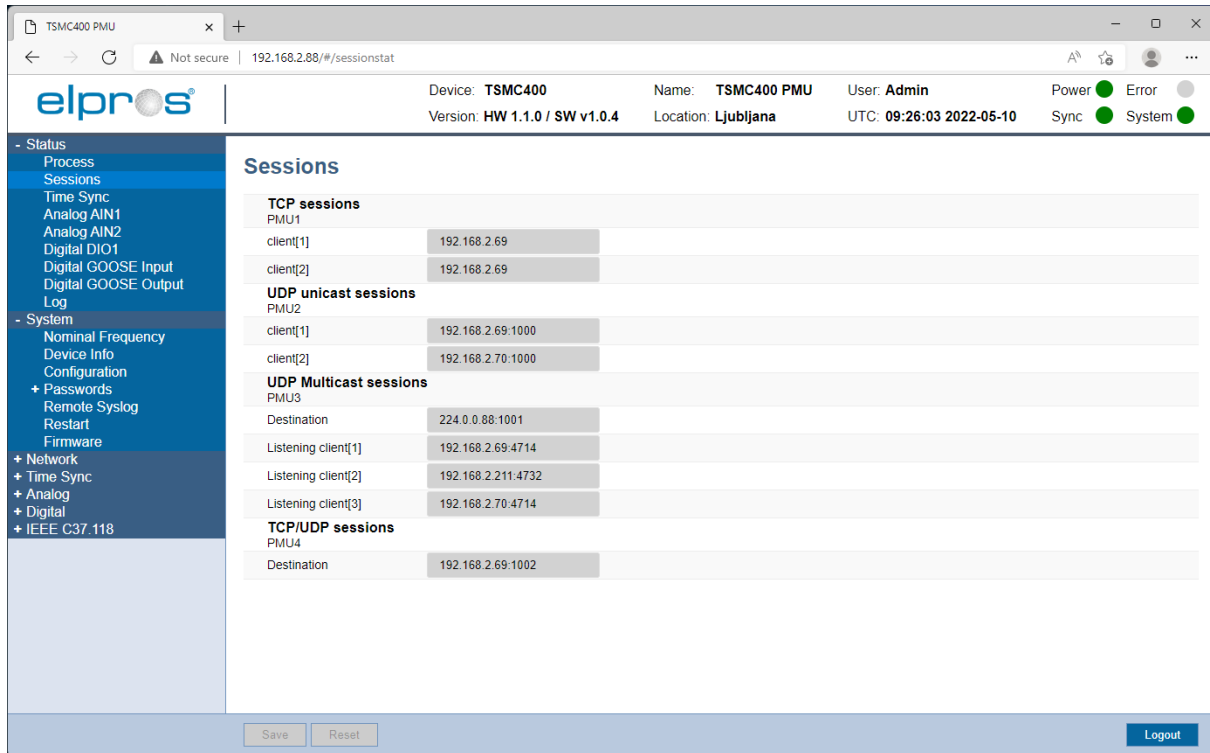 TSMC400 PMU
Not secure | 192.168.2.88/#/sessionstat
elpros
Device: TSMC400 Name: TSMC400 PMU User: Admin Power Error
Version: HW 1.1.0 / SW v1.0.4 Location: Ljubljana UTC: 09:26:03 2022-05-10 Sync System
- Status
Process
Sessions
Time Sync
Analog AIN1
Analog AIN2
Digital DIO1
Digital GOOSE Input
Digital GOOSE Output
Log
- System
Nominal Frequency
Device Info
Configuration
+ Passwords
Remote Syslog
Restart
Firmware
+ Network
+ Time Sync
+ Analog
+ Digital
+ IEEE C37.118
Sessions
TCP sessions
PMU1
client[1] 192.168.2.69
client[2] 192.168.2.69
UDP unicast sessions
PMU2
client[1] 192.168.2.69:1000
client[2] 192.168.2.70:1000
UDP Multicast sessions
PMU3
Destination 224.0.0.88:1001
Listening client[1] 192.168.2.69:4714
Listening client[2] 192.168.2.211:4732
Listening client[3] 192.168.2.70:4714
TCP/UDP sessions
PMU4
Destination 192.168.2.69:1002
Save Reset Logout